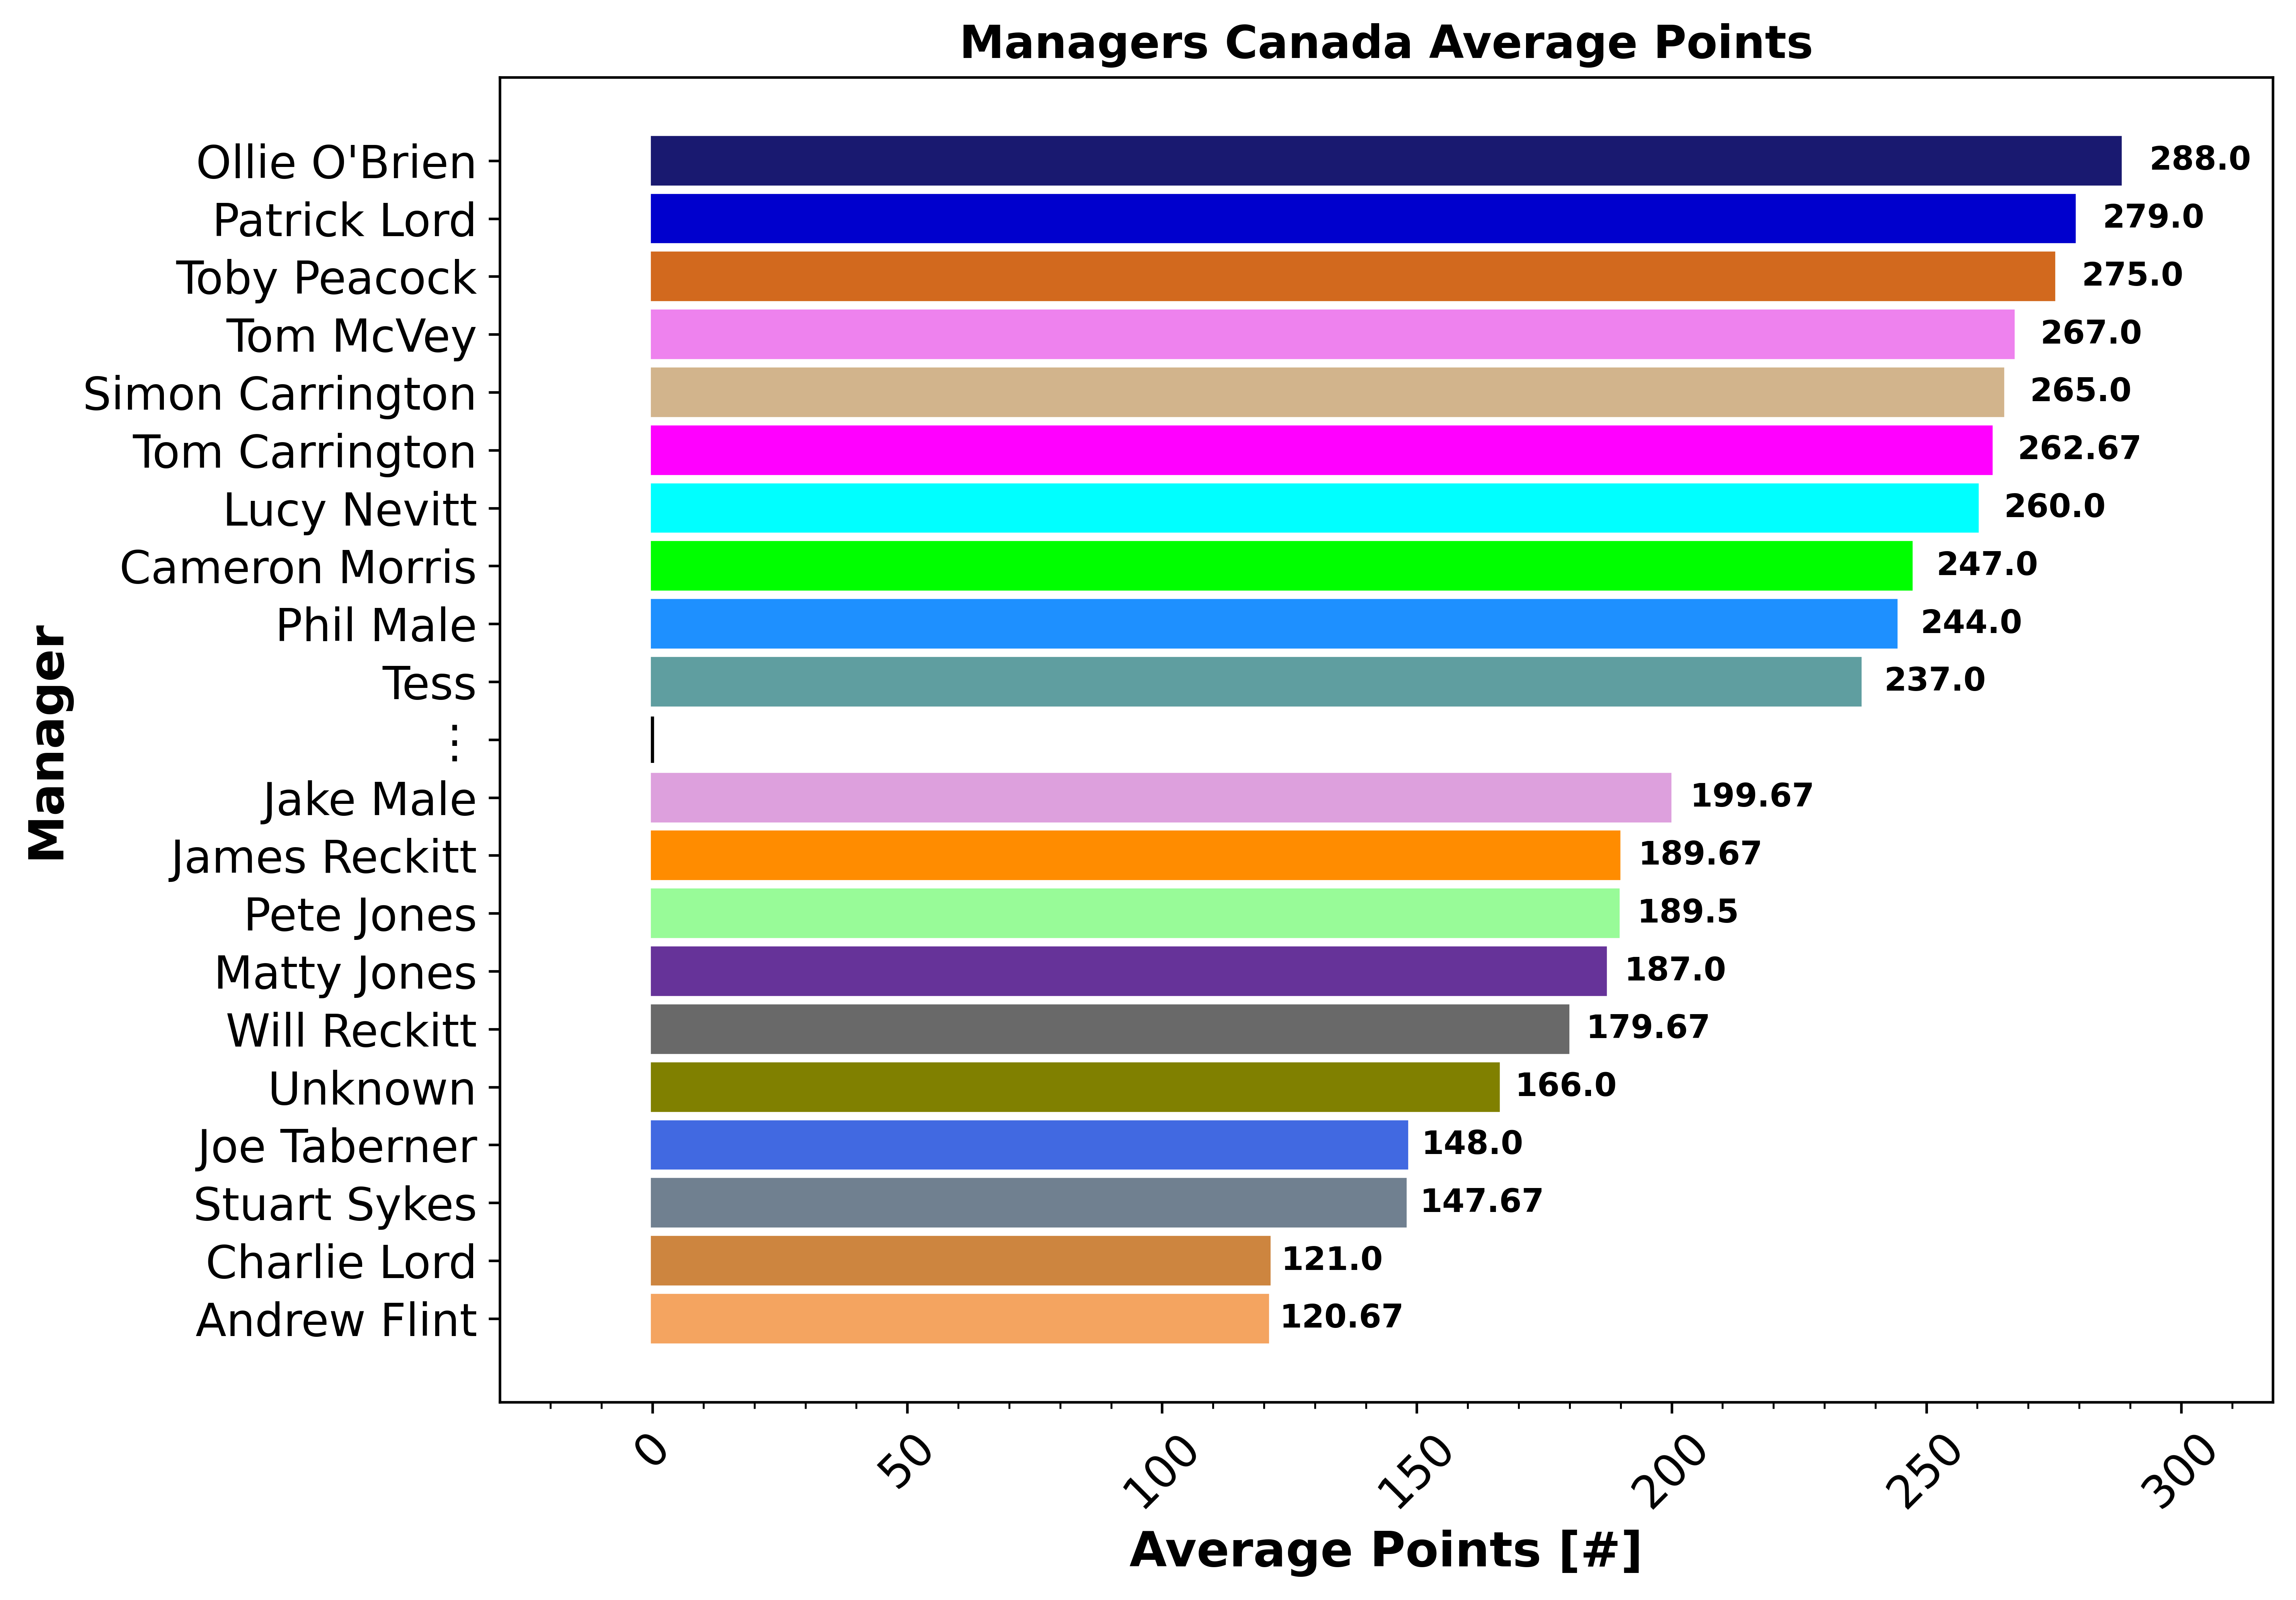 Managers Canada Average Points
Ollie O'Brien 288.0
Patrick Lord 279.0
Toby Peacock 275.0
Tom McVey 267.0
Simon Carrington 265.0
Tom Carrington 262.67
Lucy Nevitt 260.0
Cameron Morris 247.0
Phil Male 244.0
Tess 237.0
⋮
Jake Male 199.67
James Reckitt 189.67
Pete Jones 189.5
Matty Jones 187.0
Will Reckitt 179.67
Unknown 166.0
Joe Taberner 148.0
Stuart Sykes 147.67
Charlie Lord 121.0
Andrew Flint 120.67
Manager
0 50 100 150 200 250 300
Average Points [#]